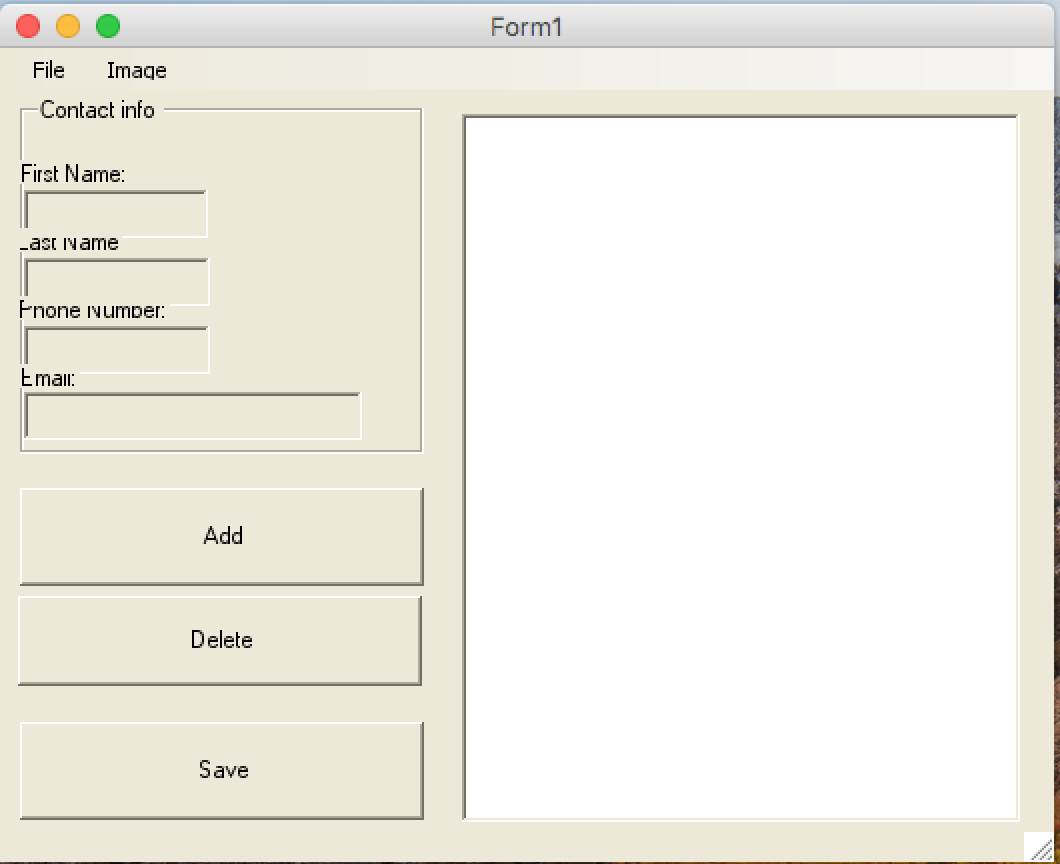 Form1
File Image
Contact info
First Name:
Last Name
Phone Number:
Email:
Add
Delete
Save